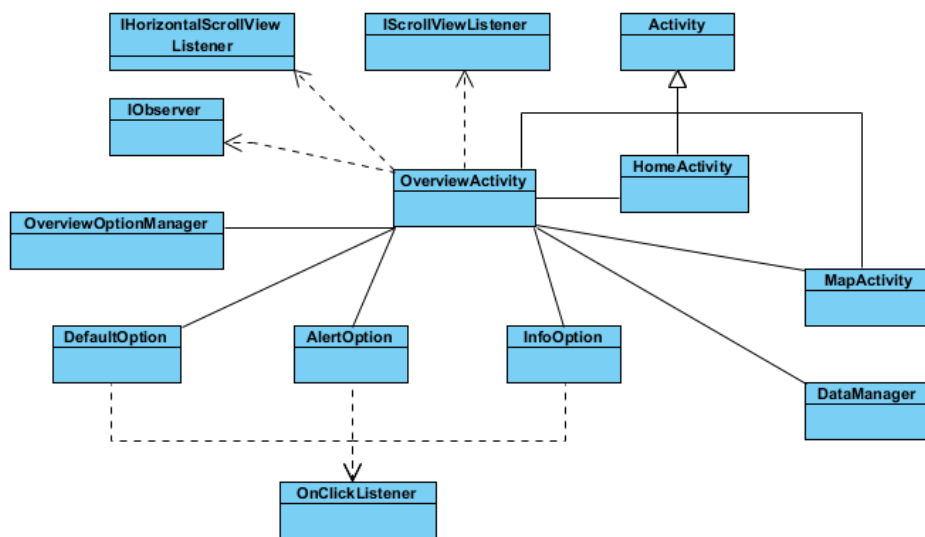 IHorizontalScrollView
Listener
IScrollViewListener
Activity
IObserver
HomeActivity
OverviewActivity
OverviewOptionManager
MapActivity
DefaultOption
AlertOption
InfoOption
DataManager
OnClickListener